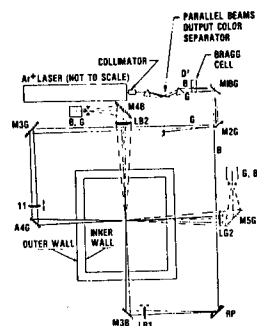 PARALLEL BEAMS
OUTPUT COLOR
SEPARATOR
COLLIMATOR
BRAGG
CELL
Ar+ LASER (NOT TO SCALE)
D'
B
G
M1BG
M4B
B, G
LB2
M3G
G
M2G
B
G, B
11
INNER
WALL
A4G
OUTER WALL
M5G
LG2
M3B
LB1
RP